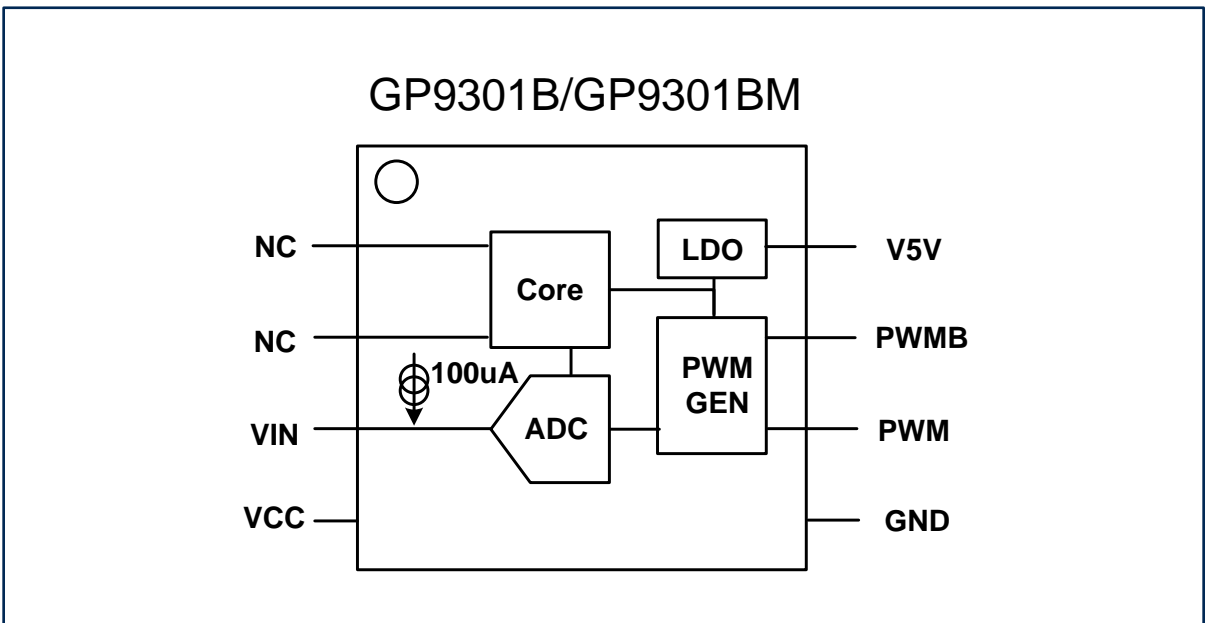 GP9301B/GP9301BM
NC
LDO
V5V
Core
NC
PWMB
100uA
PWM
GEN
VIN
ADC
PWM
VCC
GND